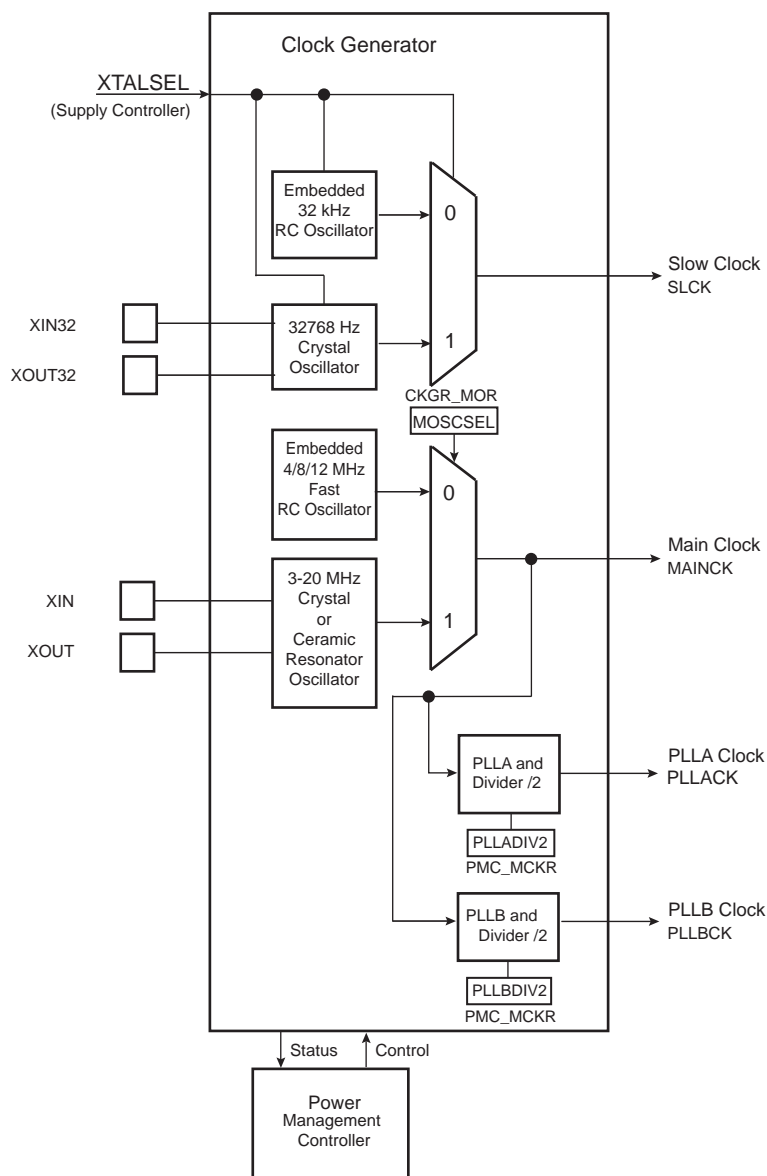 Clock Generator
XTALSEL
(Supply Controller)
Embedded
32 kHz
RC Oscillator
0
Slow Clock
SLCK
XIN32
XOUT32
32768 Hz
Crystal
Oscillator
1
CKGR_MOR
MOSCSEL
Embedded
4/8/12 MHz
Fast
RC Oscillator
0
Main Clock
MAINCK
XIN
XOUT
3-20 MHz
Crystal
or
Ceramic
Resonator
Oscillator
1
PLLA and
Divider /2
PLLA Clock
PLLACK
PLLADIV2
PMC_MCKR
PLLB and
Divider /2
PLLB Clock
PLLBCK
PLLBDIV2
PMC_MCKR
Status
Control
Power
Management
Controller